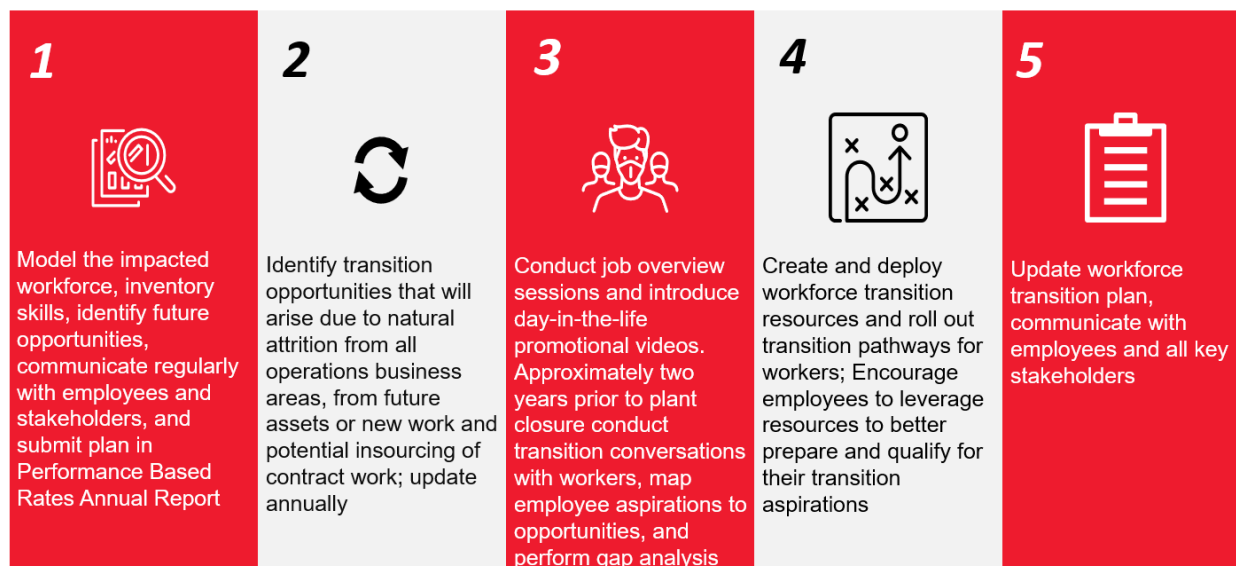 1
Model the impacted
workforce, inventory
skills, identify future
opportunities,
communicate regularly
with employees and
stakeholders, and
submit plan in
Performance Based
Rates Annual Report
2
Identify transition
opportunities that will
arise due to natural
attrition from all
operations business
areas, from future
assets or new work and
potential insourcing of
contract work; update
annually
3
Conduct job overview
sessions and introduce
day-in-the-life
promotional videos.
Approximately two
years prior to plant
closure conduct
transition conversations
with workers, map
employee aspirations to
opportunities, and
perform gap analysis
4
Create and deploy
workforce transition
resources and roll out
transition pathways for
workers; Encourage
employees to leverage
resources to better
prepare and qualify for
their transition
aspirations
5
Update workforce
transition plan,
communicate with
employees and all key
stakeholders